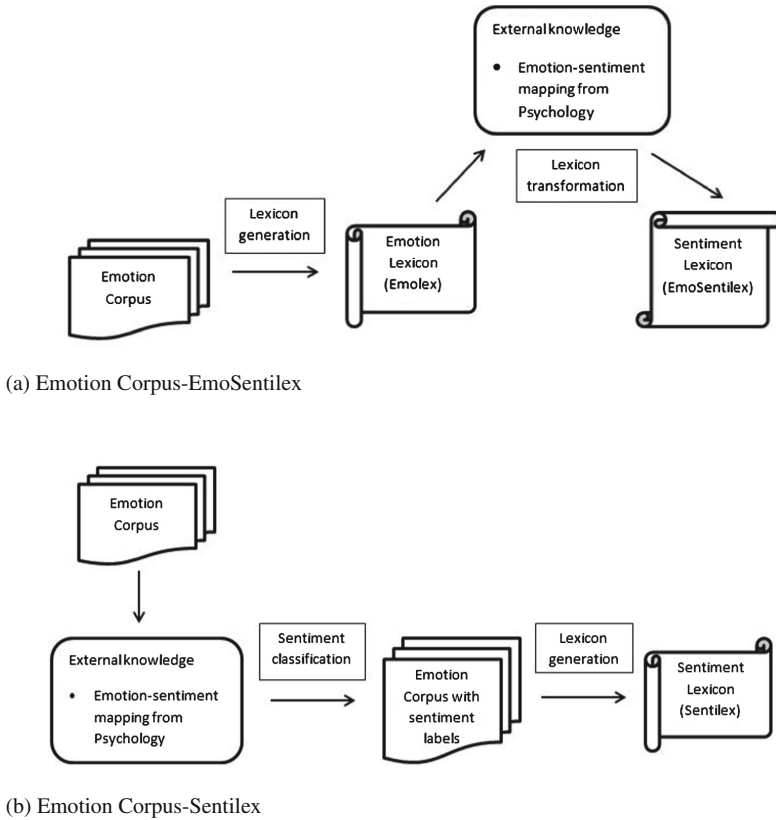 External knowledge
• Emotion-sentiment
mapping from
Psychology
Lexicon
transformation
Lexicon
generation
Emotion
Corpus
Emotion
Lexicon
(Emolex)
Sentiment
Lexicon
(EmoSentilex)
(a) Emotion Corpus-EmoSentilex
Emotion
Corpus
External knowledge
• Emotion-sentiment
mapping from
Psychology
Sentiment
classification
Emotion
Corpus with
sentiment
labels
Lexicon
generation
Sentiment
Lexicon
(Sentilex)
(b) Emotion Corpus-Sentilex